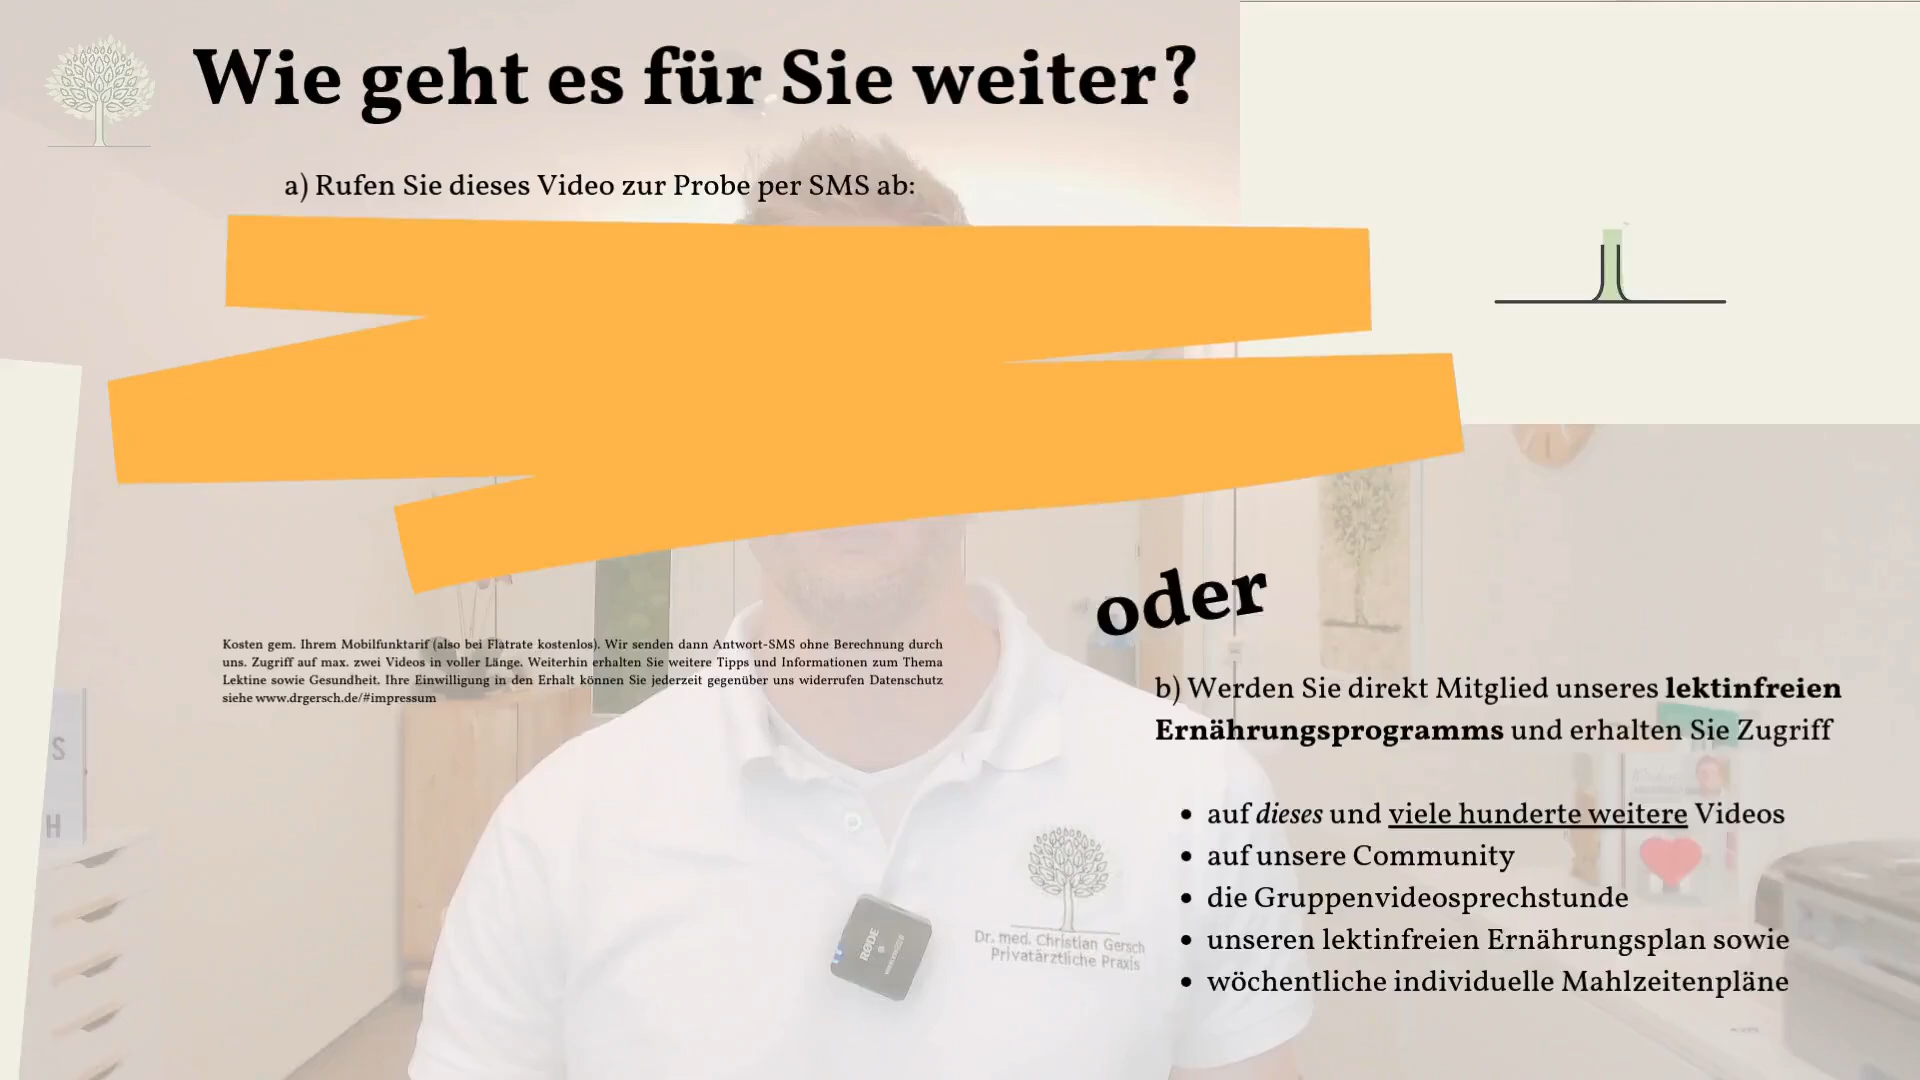 Wie geht es für Sie weiter?
a) Rufen Sie dieses Video zur Probe per SMS ab:
oder
Kosten gem. Ihrem Mobilfunktarif (also bei Flatrate kostenlos). Wir senden dann Antwort-SMS ohne Berechnung durch
uns. Zugriff auf max. zwei Videos in voller Länge. Weiterhin erhalten Sie weitere Tipps und Informationen zum Thema
Lektine sowie Gesundheit. Ihre Einwilligung in den Erhalt können Sie jederzeit gegenüber uns widerrufen Datenschutz
siehe www.drgersch.de/#impressum
b) Werden Sie direkt Mitglied unseres lektinfreien
Ernährungsprogramms und erhalten Sie Zugriff
• auf dieses und viele hunderte weitere Videos
• auf unsere Community
• die Gruppenvideosprechstunde
• unseren lektinfreien Ernährungsplan sowie
• wöchentliche individuelle Mahlzeitenpläne
S
H
RØDE
Dr. med. Christian Gersch
Privatärztliche Praxis